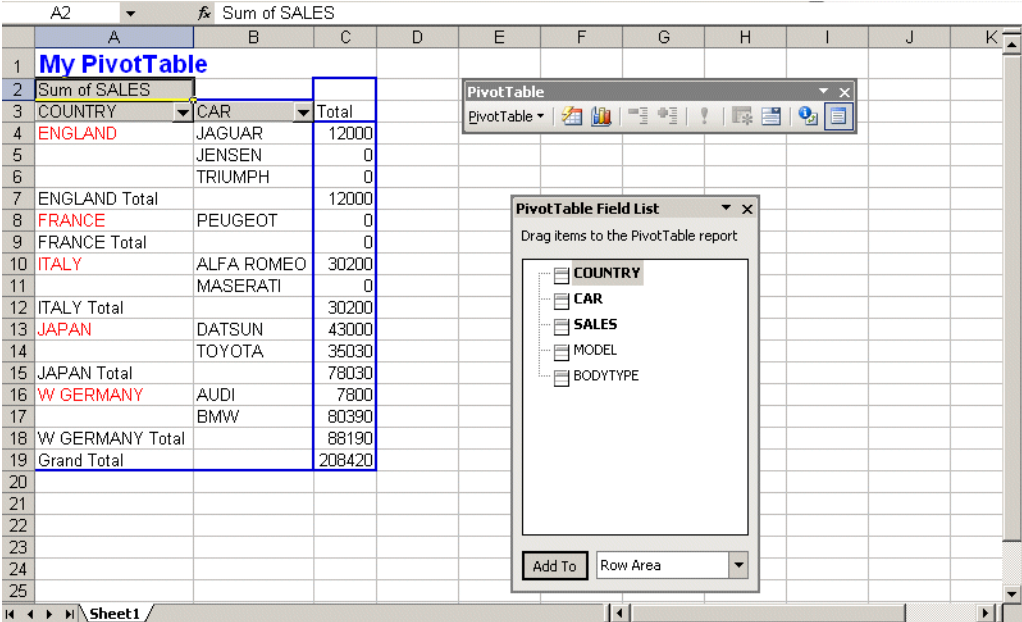 A2 fx Sum of SALES
A B C D E F G H I J K
1 My PivotTable
2 Sum of SALES
3 COUNTRY CAR Total
4 ENGLAND JAGUAR 12000
5 JENSEN 0
6 TRIUMPH 0
7 ENGLAND Total 12000
8 FRANCE PEUGEOT 0
9 FRANCE Total 0
10 ITALY ALFA ROMEO 30200
11 MASERATI 0
12 ITALY Total 30200
13 JAPAN DATSUN 43000
14 TOYOTA 35030
15 JAPAN Total 78030
16 W GERMANY AUDI 7800
17 BMW 80390
18 W GERMANY Total 88190
19 Grand Total 208420
20
21
22
23
24
25
PivotTable
PivotTable
PivotTable Field List
Drag items to the PivotTable report
COUNTRY
CAR
SALES
MODEL
BODYTYPE
Add To Row Area
Sheet1